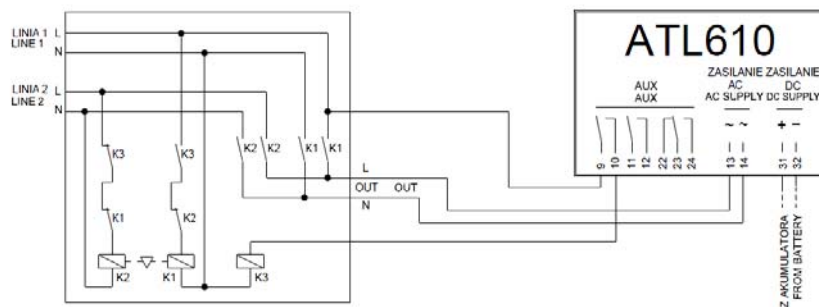 LINIA 1 L
LINE 1
N
LINIA 2 L
LINE 2
N
K3
K3
K2
K2
K1
K1
K1
K2
L
OUT OUT
N
K2
K1
K3
ATL610
AUX
AUX
ZASILANIE
AC
AC SUPPLY
ZASILANIE
DC
DC SUPPLY
~ ~
+ −
9
10
11
12
22
23
24
13
14
31
32
Z AKUMULATORA
FROM BATTERY